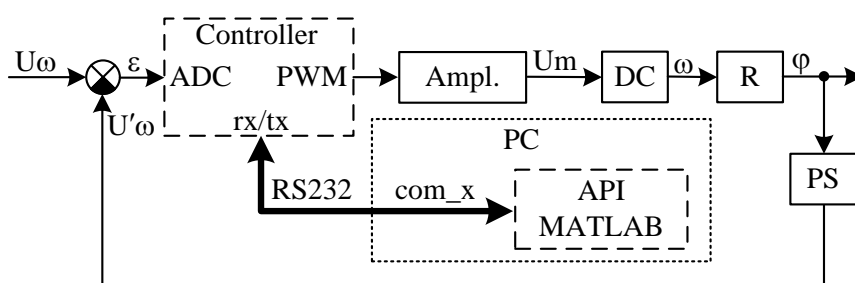 Controller
Uω
ε
ADC
PWM
Ampl.
Um
DC
ω
R
φ
U'ω
rx/tx
PC
RS232
com_x
API
MATLAB
PS